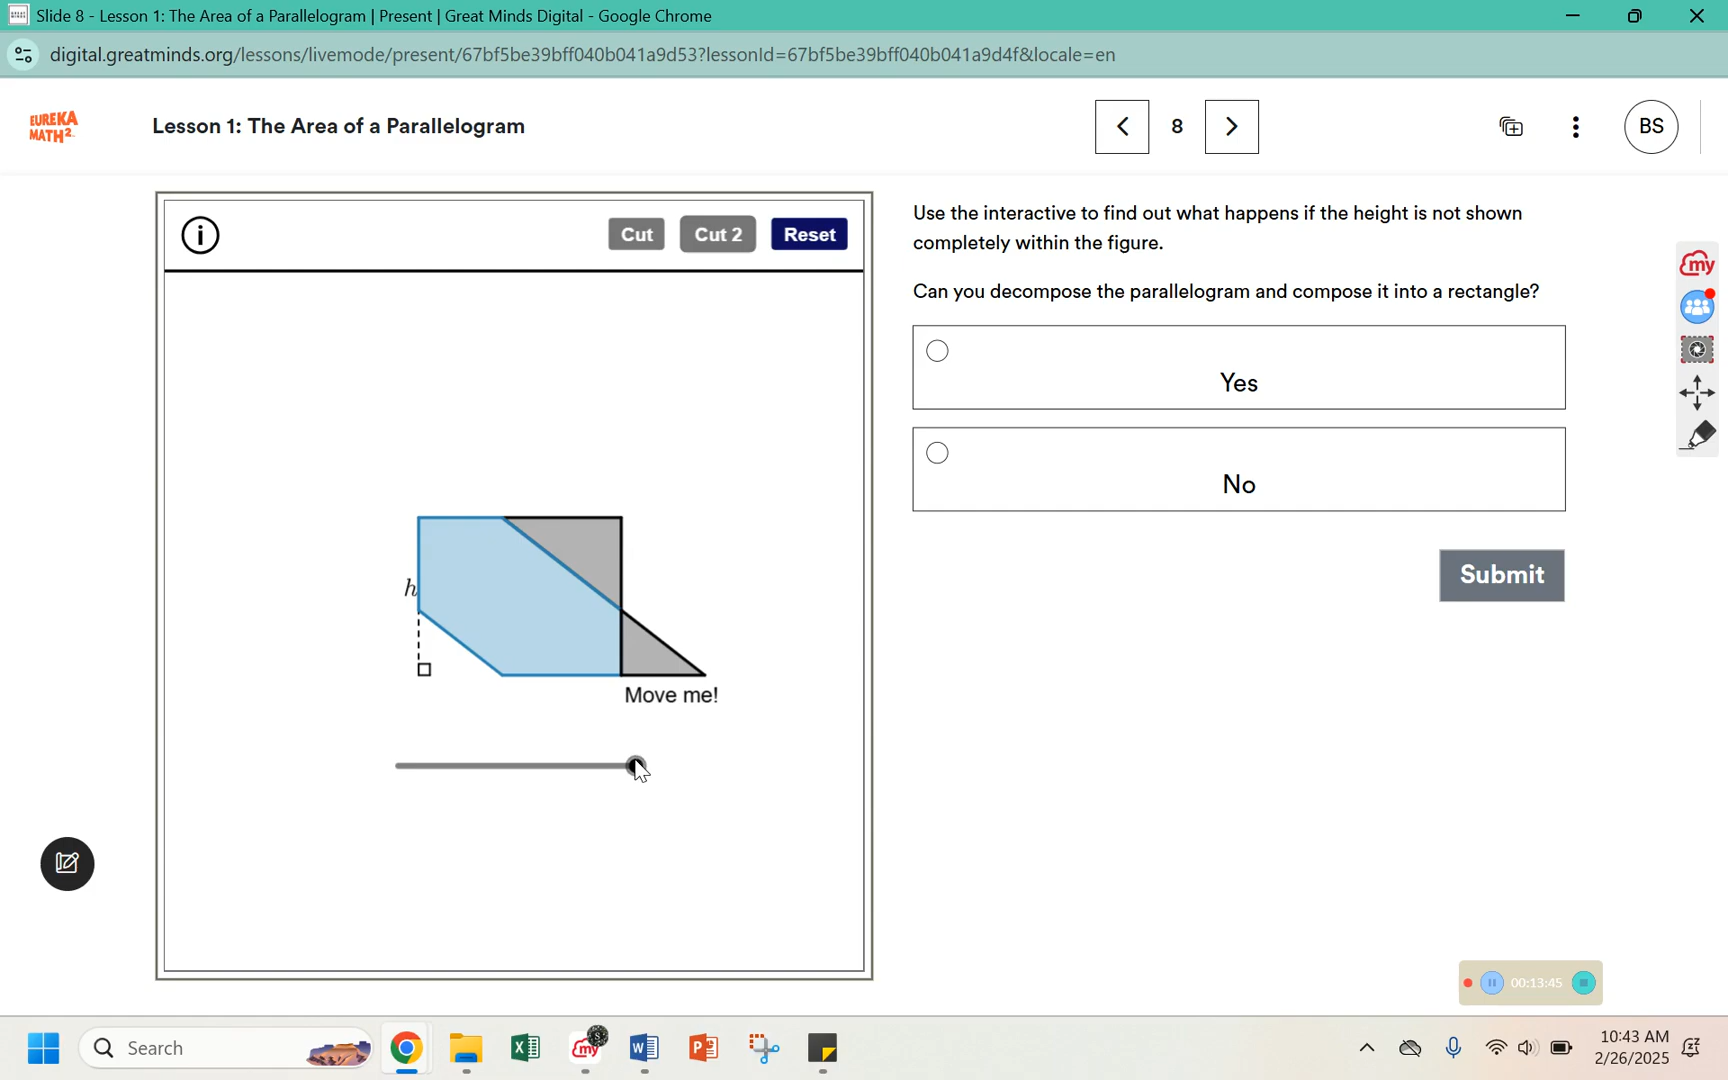 Slide 8 - Lesson 1: The Area of a Parallelogram | Present | Great Minds Digital - Google Chrome
digital.greatminds.org/lessons/livemode/present/67bf5be39bff040b041a9d53?lessonId=67bf5be39bff040b041a9d4f&locale=en
EUREKA
MATH²
Lesson 1: The Area of a Parallelogram
8
BS
i
Cut
Cut 2
Reset
h
Move me!
Use the interactive to find out what happens if the height is not shown
completely within the figure.
Can you decompose the parallelogram and compose it into a rectangle?
Yes
No
Submit
my
00:13:45
Search
my
S
10:43 AM
2/26/2025